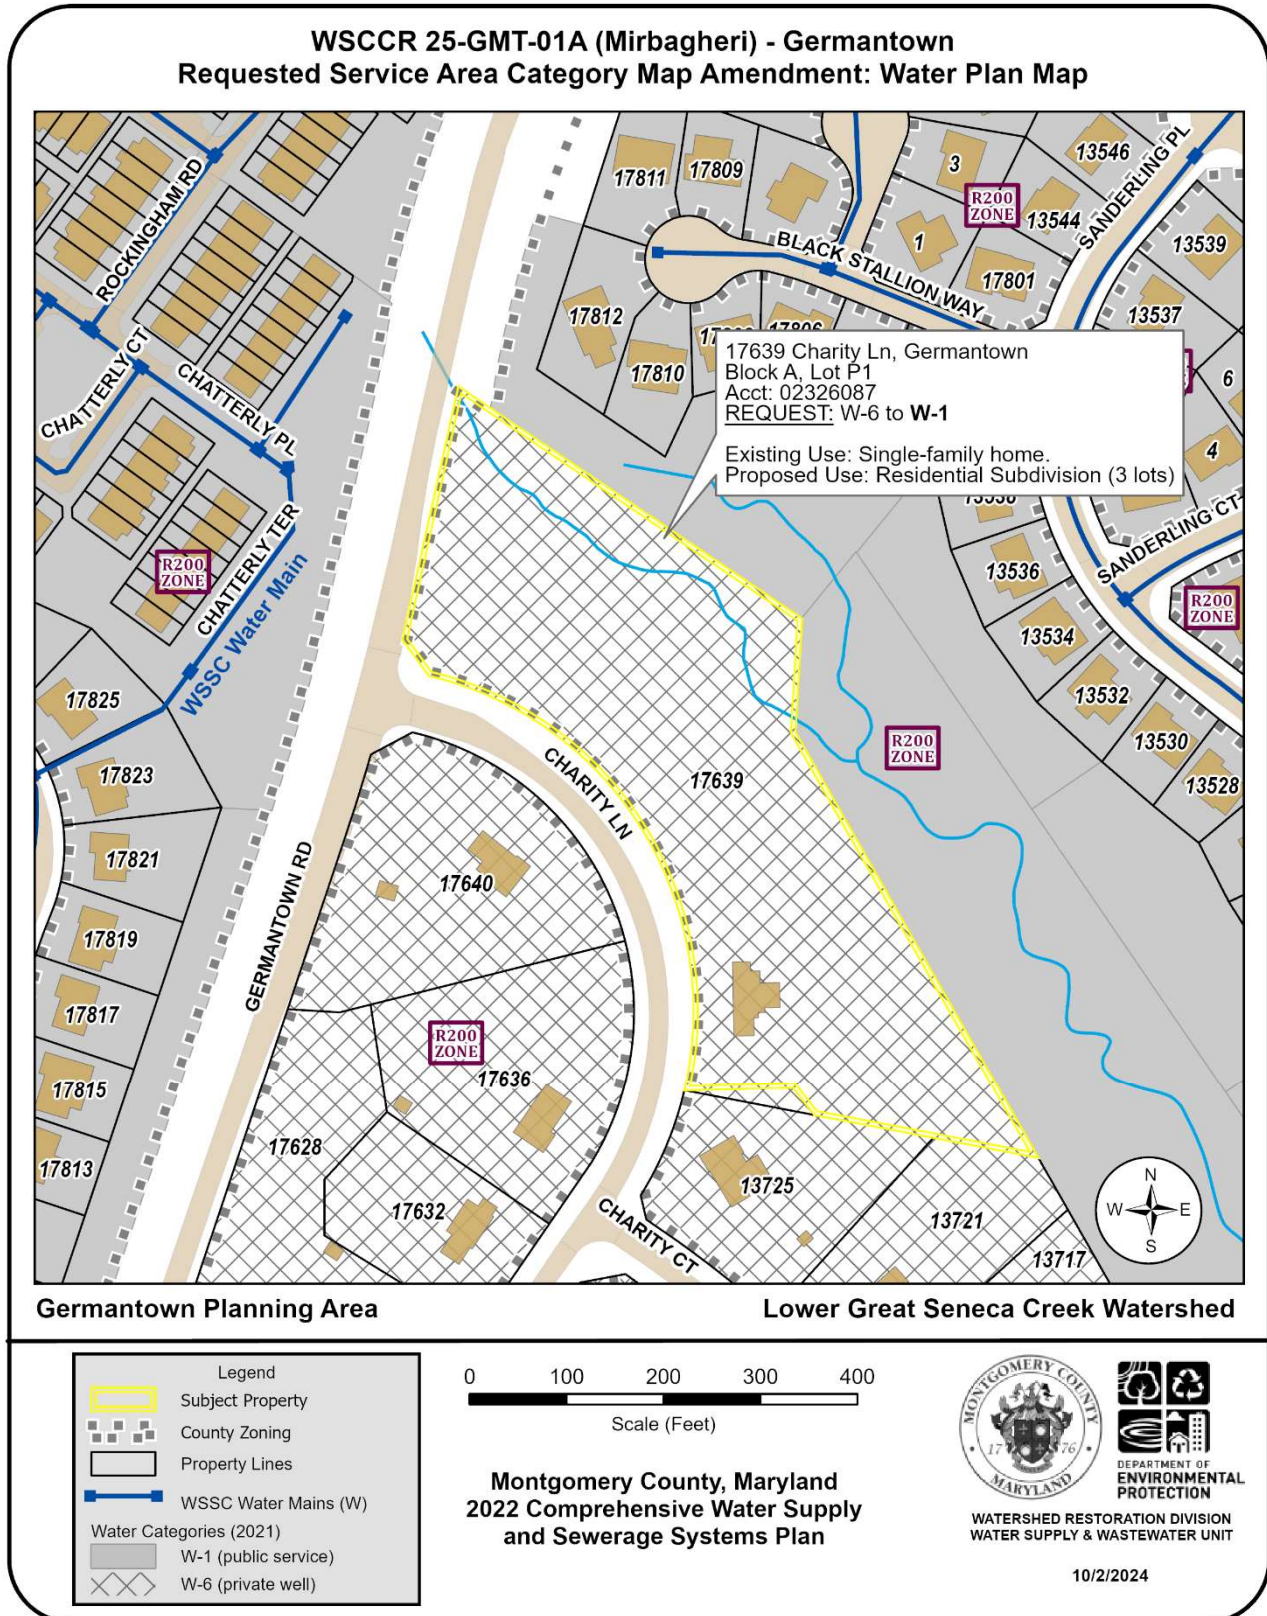 WSCCR 25-GMT-01A (Mirbagheri) - Germantown
Requested Service Area Category Map Amendment: Water Plan Map
ROCKINGHAM RD
CHATTERLY CT
CHATTERLY PL
CHATTERLY TER
WSSC Water Main
R200
ZONE
17825
17823
17821
17819
17817
17815
17813
GERMANTOWN RD
17811
17809
17812
17810
17806
BLACK STALLION WAY
3
1
17801
R200
ZONE
13546
13544
SANDERLING PL
13539
13537
6
4
SANDERLING CT
R200
ZONE
17639 Charity Ln, Germantown
Block A, Lot P1
Acct: 02326087
REQUEST: W-6 to W-1
Existing Use: Single-family home.
Proposed Use: Residential Subdivision (3 lots)
13538
13536
13534
13532
13530
13528
R200
ZONE
17639
CHARITY LN
17640
R200
ZONE
17636
17628
17632
CHARITY CT
13725
13721
13717
N
W
E
S
Germantown Planning Area
Lower Great Seneca Creek Watershed
Legend
Subject Property
County Zoning
Property Lines
WSSC Water Mains (W)
Water Categories (2021)
W-1 (public service)
W-6 (private well)
0 100 200 300 400
Scale (Feet)
Montgomery County, Maryland
2022 Comprehensive Water Supply
and Sewerage Systems Plan
MONTGOMERY COUNTY
17 76
MARYLAND
DEPARTMENT OF
ENVIRONMENTAL
PROTECTION
WATERSHED RESTORATION DIVISION
WATER SUPPLY & WASTEWATER UNIT
10/2/2024